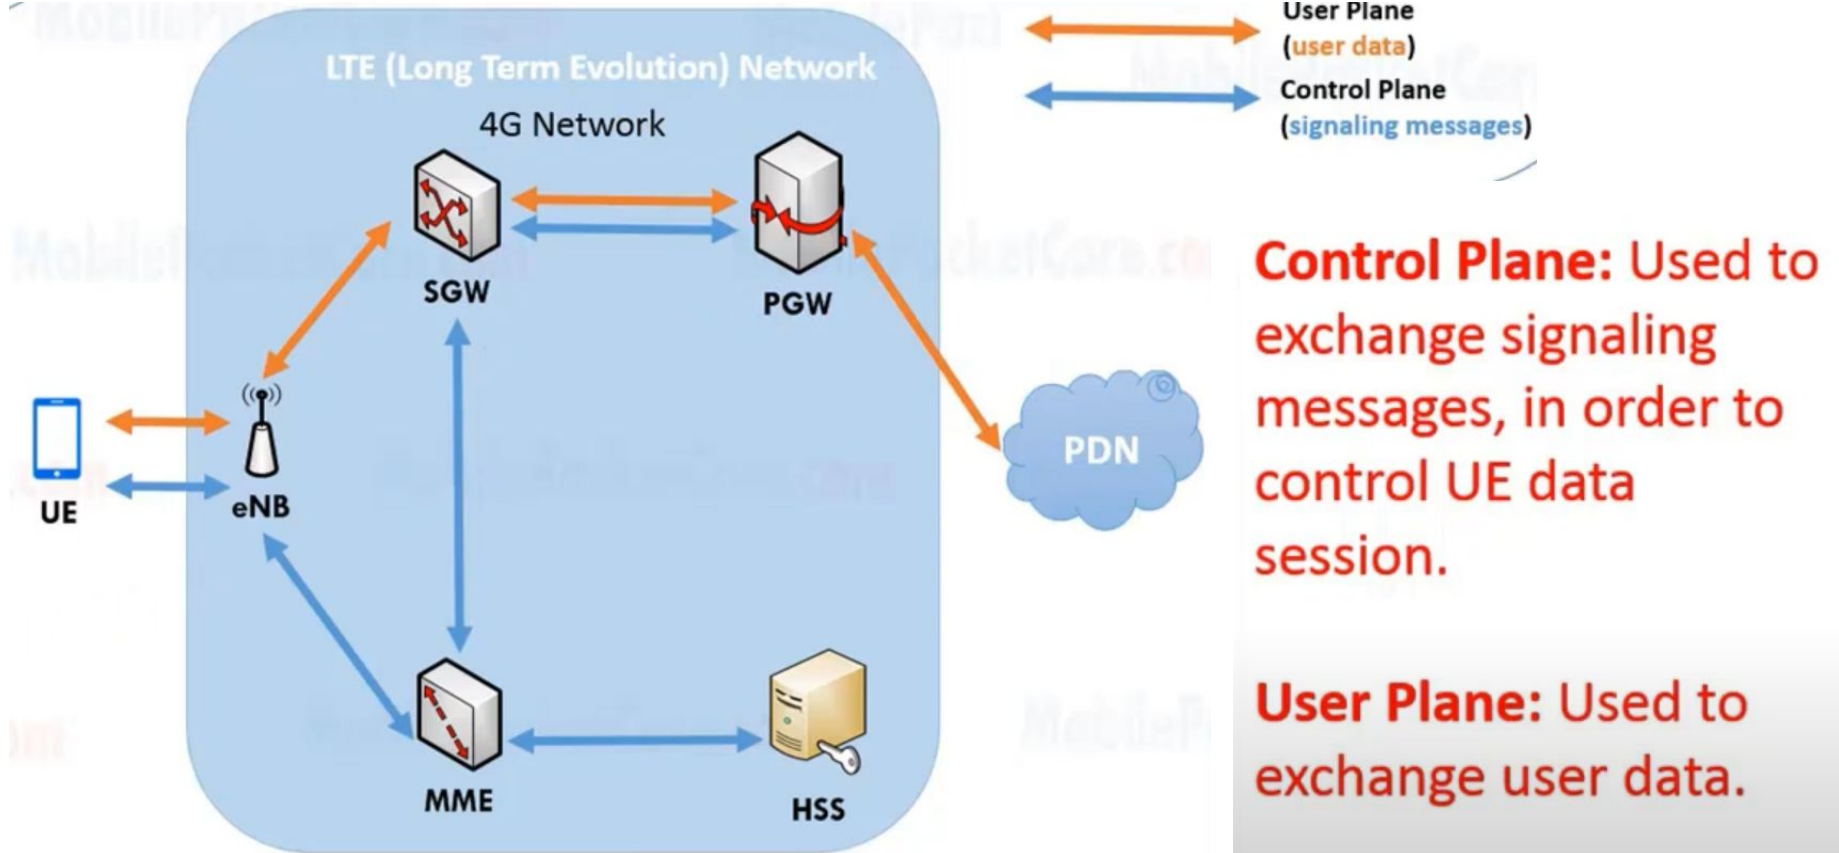 LTE (Long Term Evolution) Network
4G Network
User Plane
(user data)
Control Plane
(signaling messages)
SGW
PGW
UE
eNB
PDN
MME
HSS
Control Plane: Used to
exchange signaling
messages, in order to
control UE data
session.
User Plane: Used to
exchange user data.